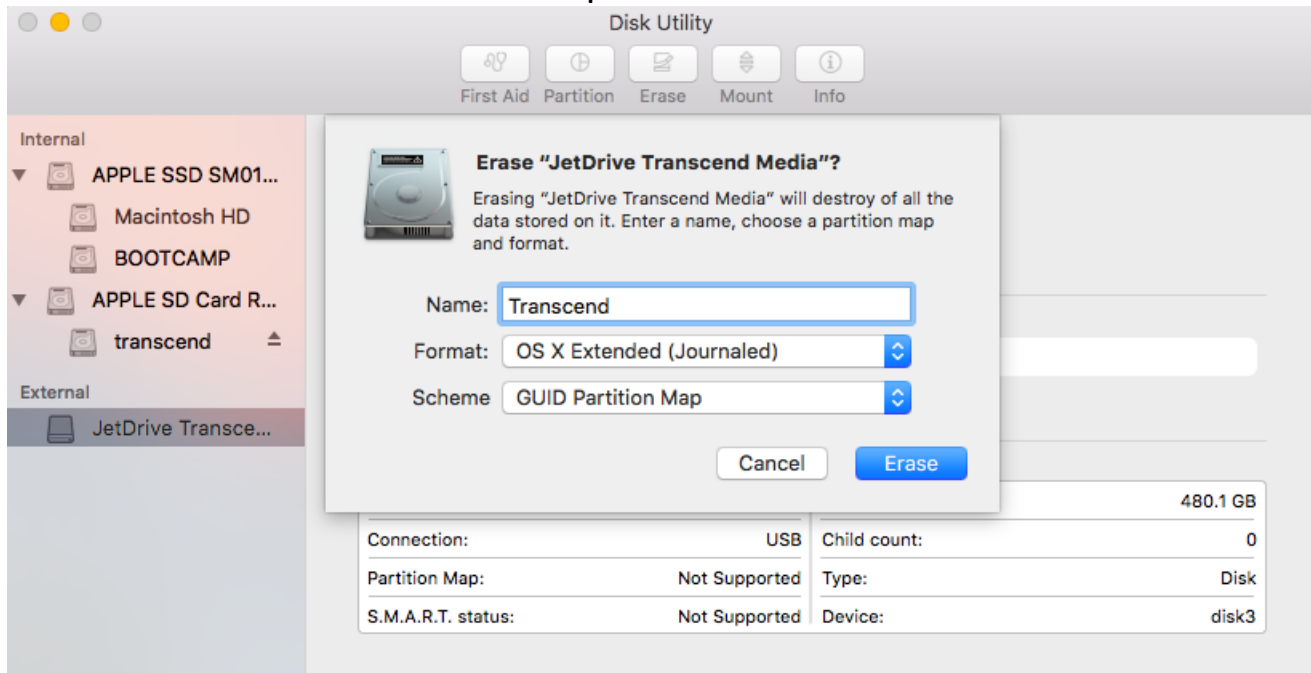 Disk Utility
First Aid Partition Erase Mount Info
Internal
APPLE SSD SM01...
Macintosh HD
BOOTCAMP
APPLE SD Card R...
transcend
External
JetDrive Transce...
Erase “JetDrive Transcend Media”?
Erasing “JetDrive Transcend Media” will destroy of all the
data stored on it. Enter a name, choose a partition map
and format.
Name: Transcend
Format: OS X Extended (Journaled)
Scheme GUID Partition Map
Cancel Erase
480.1 GB
Connection: USB Child count: 0
Partition Map: Not Supported Type: Disk
S.M.A.R.T. status: Not Supported Device: disk3